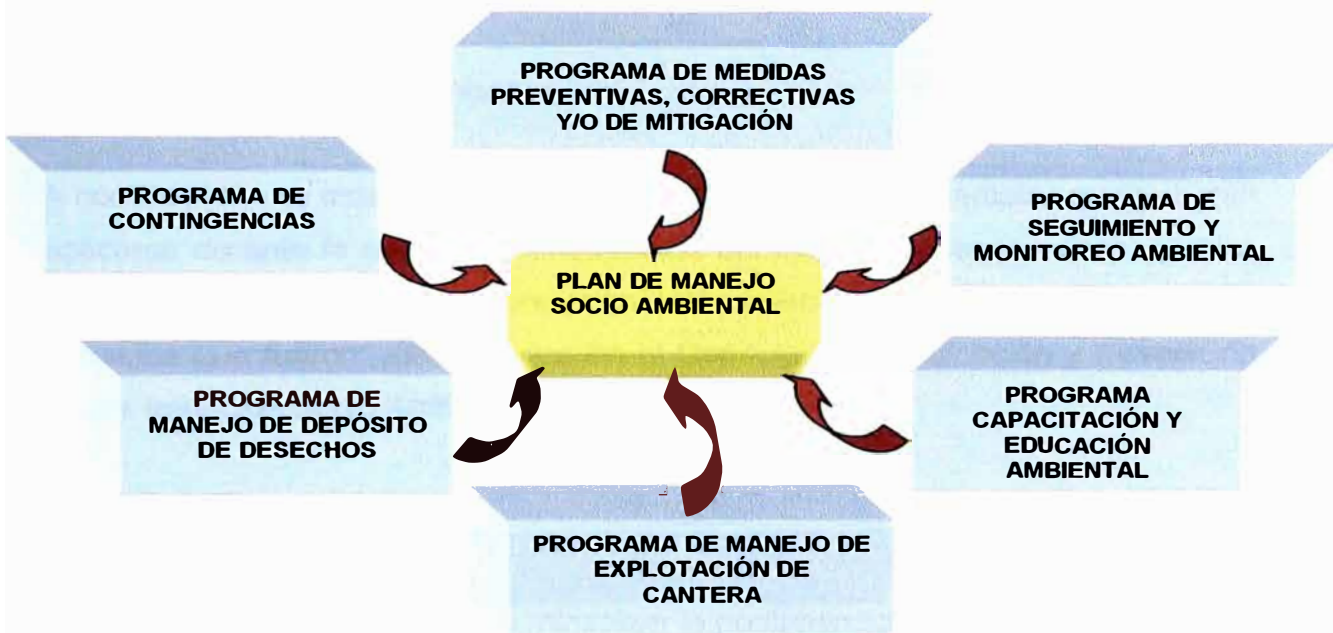 PROGRAMA DE MEDIDAS
PREVENTIVAS, CORRECTIVAS
Y/O DE MITIGACIÓN
PROGRAMA DE
CONTINGENCIAS
PROGRAMA DE
SEGUIMIENTO Y
MONITOREO AMBIENTAL
PLAN DE MANEJO
SOCIO AMBIENTAL
PROGRAMA DE
MANEJO DE DEPÓSITO
DE DESECHOS
PROGRAMA
CAPACITACIÓN Y
EDUCACIÓN
AMBIENTAL
PROGRAMA DE MANEJO DE
EXPLOTACIÓN DE
CANTERA